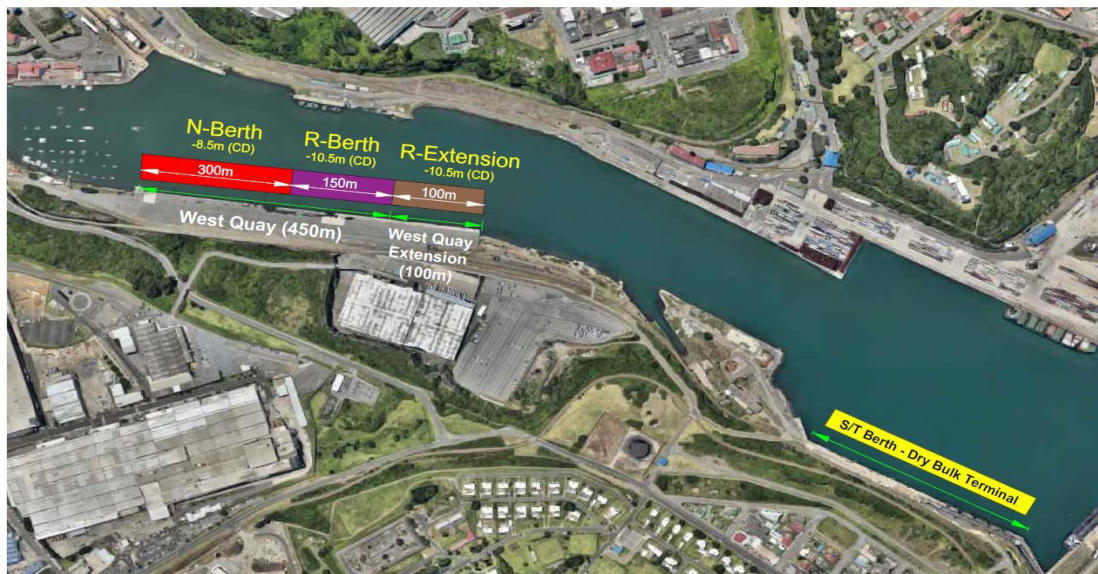 N-Berth
-8.5m (CD)
R-Berth
-10.5m (CD)
R-Extension
-10.5m (CD)
300m
150m
100m
West Quay (450m)
West Quay
Extension
(100m)
S/T Berth - Dry Bulk Terminal